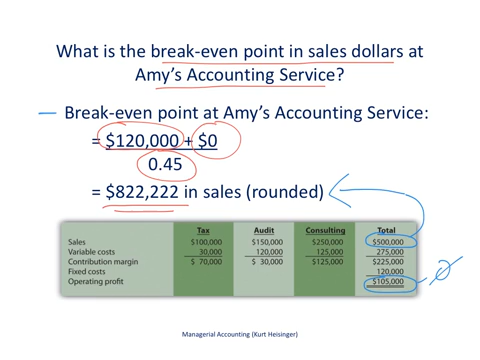 What is the break-even point in sales dollars at
Amy's Accounting Service?
Break-even point at Amy's Accounting Service:
= $120,000 + $0
0.45
= $822,222 in sales (rounded)
Tax Audit Consulting Total
Sales $100,000 $150,000 $250,000 $500,000
Variable costs 30,000 120,000 125,000 275,000
Contribution margin $ 70,000 $ 30,000 $125,000 $225,000
Fixed costs 120,000
Operating profit $105,000
Managerial Accounting (Kurt Heisinger)